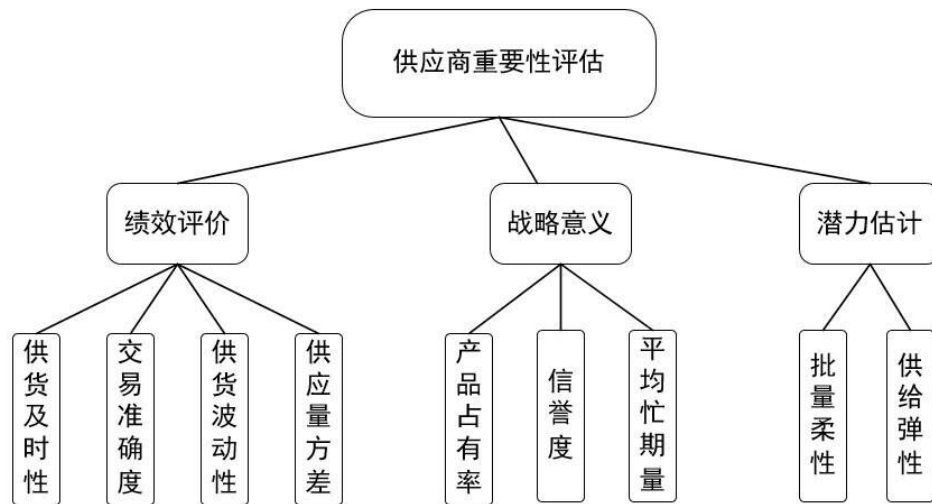 供应商重要性评估
绩效评价
战略意义
潜力估计
供货及时性
交易准确度
供货波动性
供应量方差
产品占有率
信誉度
平均忙期量
批量柔性
供给弹性